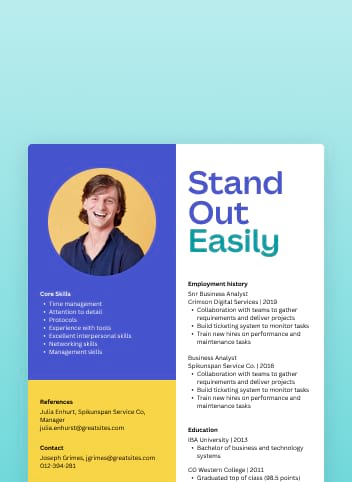 Stand
Out
Easily
Core Skills
• Time management
• Attention to detail
• Protocols
• Experience with tools
• Excellent interpersonal skills
• Networking skills
• Management skills
References
Julia Enhurt, Spikunspan Service Co,
Manager
julia.enhurst@greatsites.com
Contact
Joseph Grimes, jgrimes@greatsites.com
012-394-281
Employment history
Snr Business Analyst
Crimson Digital Services | 2019
• Collaboration with teams to gather
requirements and deliver projects
• Build ticketing system to monitor tasks
• Train new hires on performance and
maintenance tasks
Business Analyst
Spikunspan Service Co. | 2016
• Collaboration with teams to gather
requirements and deliver projects
• Build ticketing system to monitor tasks
• Train new hires on performance and
maintenance tasks
Education
IBA University | 2013
• Bachelor of business and technology
systems
CO Western College | 2011
• Graduated top of class (98.5 points)